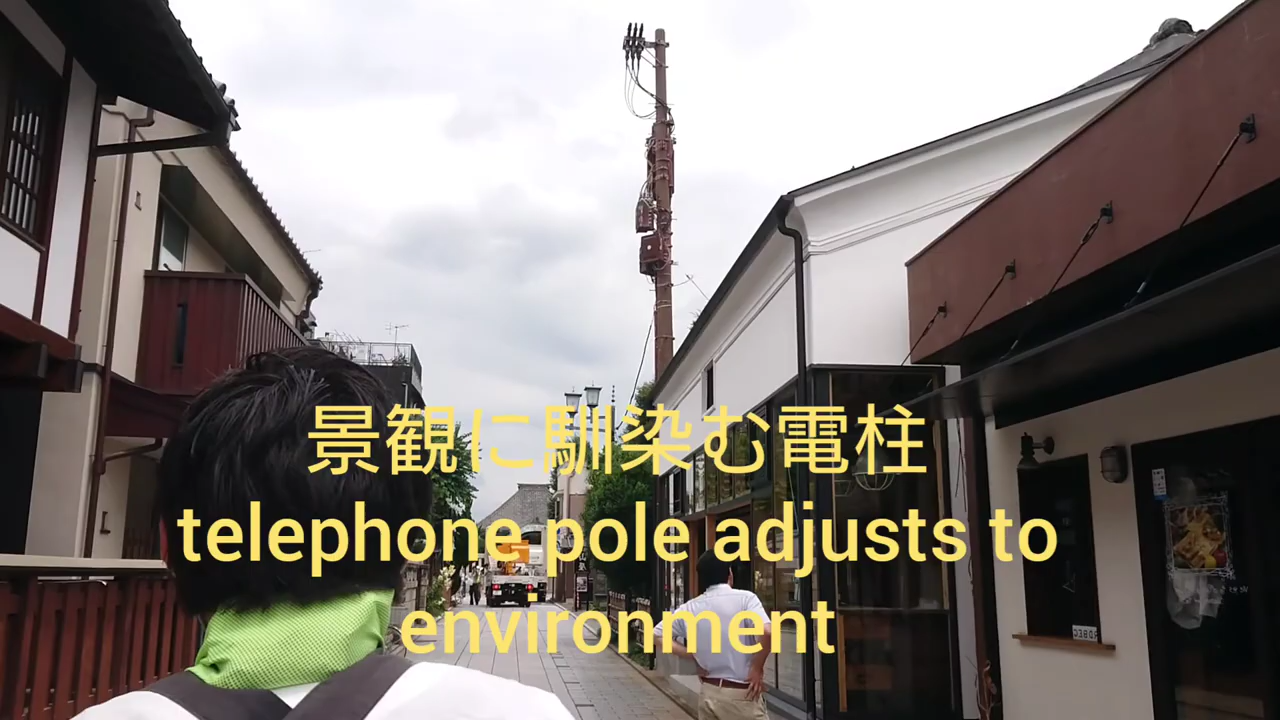 景観に馴染む電柱
telephone pole adjusts to
environment